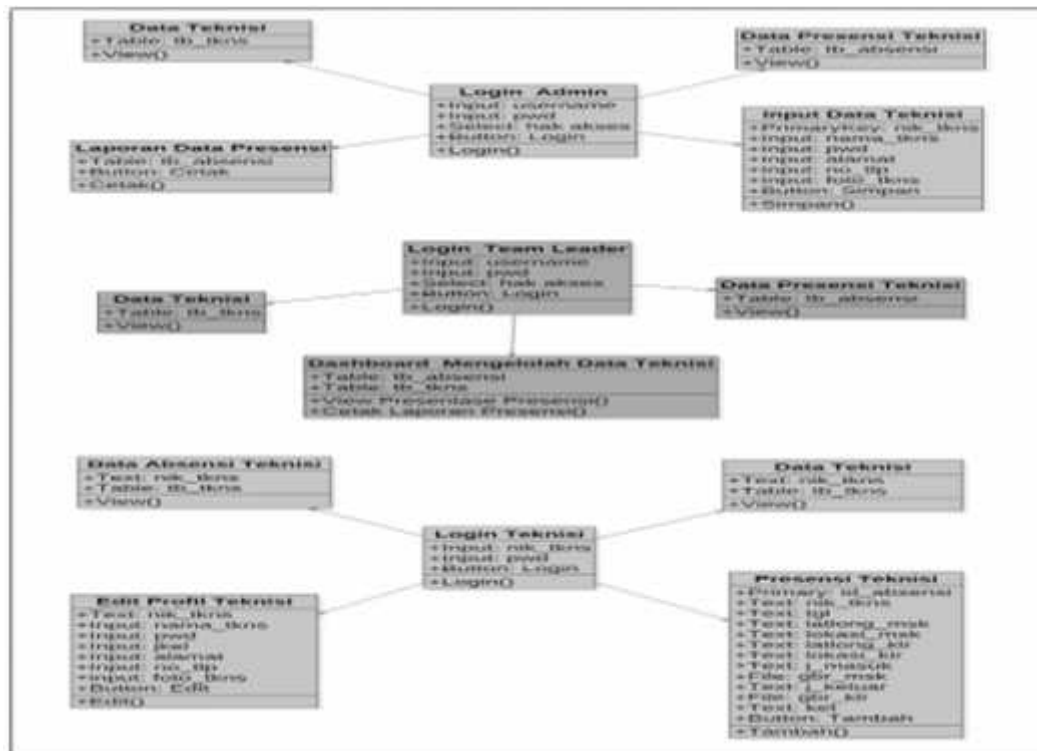 Data Teknisi
+Table: tb_tkns
+View()
Data Presensi Teknisi
+Table: tb_absensi
+View()
Login Admin
+Input: username
+Input: pwd
+Select: hak akses
+Button: Login
+Login()
Laporan Data Presensi
+Table: tb_absensi
+Button: Cetak
+Cetak()
Input Data Teknisi
+PrimaryKey: nik_tkns
+Input: nama_tkns
+Input: pwd
+Input: alamat
+Input: no_tlp
+Input: foto_tkns
+Button: Simpan
+Simpan()
Login Team Leader
+Input: username
+Input: pwd
+Select: hak akses
+Button: Login
+Login()
Data Teknisi
+Table: tb_tkns
+View()
Data Presensi Teknisi
+Table: tb_absensi
+View()
Dashboard Mengelolah Data Teknisi
+Table: tb_absensi
+Table: tb_tkns
+View Presentase Presensi()
+Cetak Laporan Presensi()
Data Absensi Teknisi
+Text: nik_tkns
+Table: tb_tkns
+View()
Data Teknisi
+Text: nik_tkns
+Table: tb_tkns
+View()
Login Teknisi
+Input: nik_tkns
+Input: pwd
+Button: Login
+Login()
Edit Profil Teknisi
+Text: nik_tkns
+Input: nama_tkns
+Input: pwd
+Input: jkel
+Input: alamat
+Input: no_tlp
+Input: foto_tkns
+Button: Edit
+Edit()
Presensi Teknisi
+Primary: id_absensi
+Text: nik_tkns
+Text: tgl
+Text: latlong_msk
+Text: lokasi_msk
+Text: latlong_klr
+Text: lokasi_klr
+Text: j_masuk
+File: gbr_msk
+Text: j_keluar
+File: gbr_klr
+Text: ket
+Button: Tambah
+Tambah()